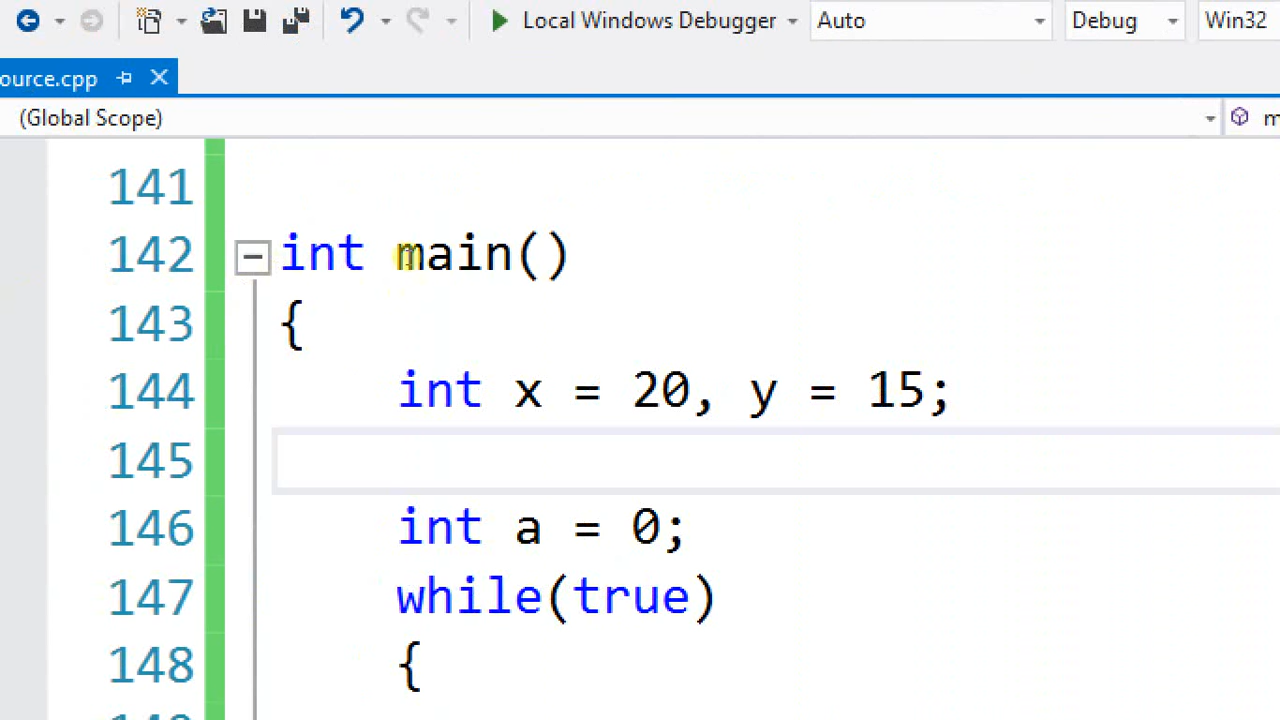 Local Windows Debugger Auto Debug Win32
ource.cpp
(Global Scope) m
141
142 int main()
143 {
144 int x = 20, y = 15;
145
146 int a = 0;
147 while(true)
148 {